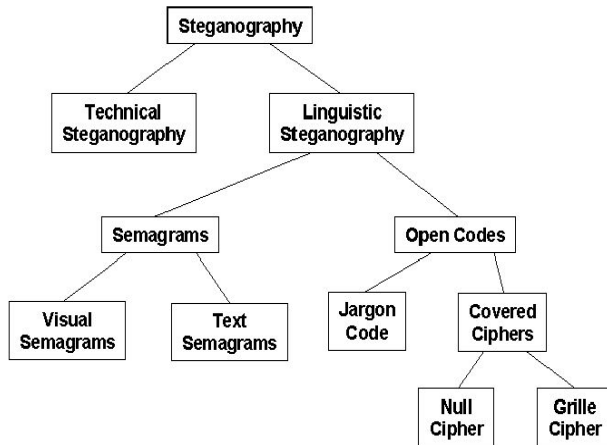 Steganography
Technical
Steganography
Linguistic
Steganography
Semagrams
Open Codes
Visual
Semagrams
Text
Semagrams
Jargon
Code
Covered
Ciphers
Null
Cipher
Grille
Cipher